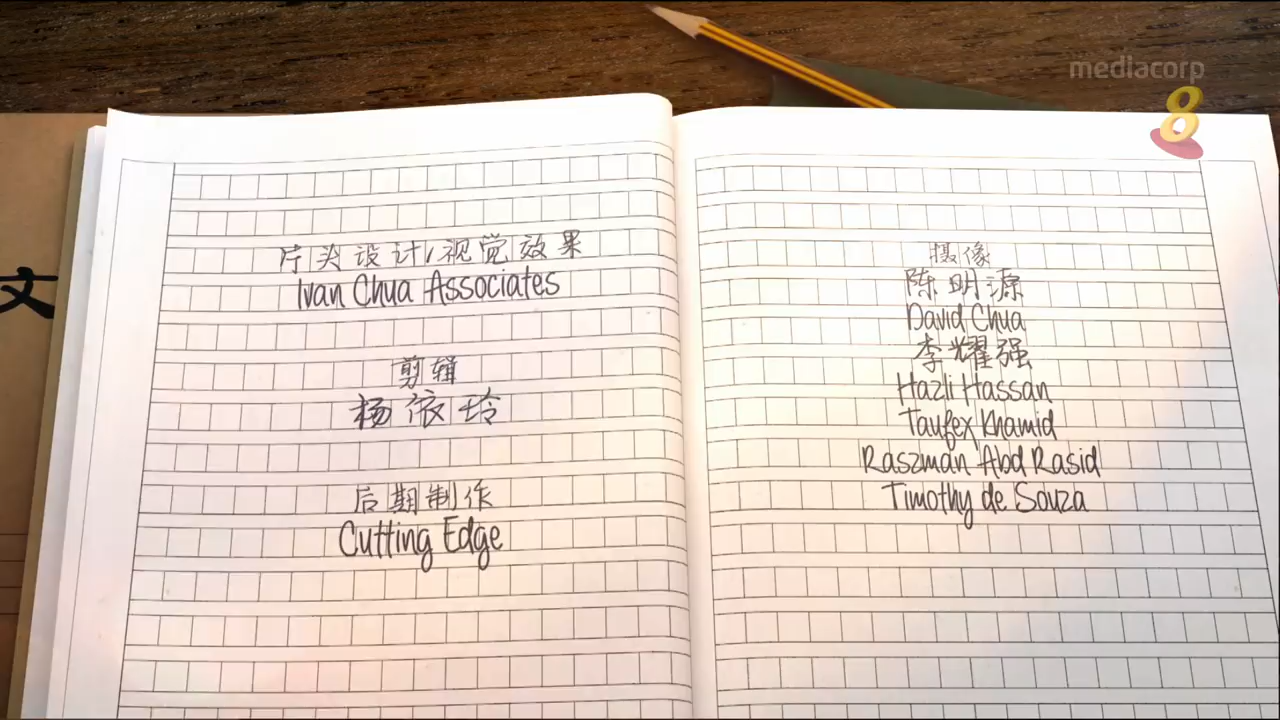 mediacorp
8
文
片头设计/视觉效果
Ivan Chua Associates
剪辑
杨依玲
后期制作
Cutting Edge
摄像
陈明源
David Chua
李耀强
Hazli Hassan
Taufex Khamid
Raszman Abd Rasid
Timothy de Souza